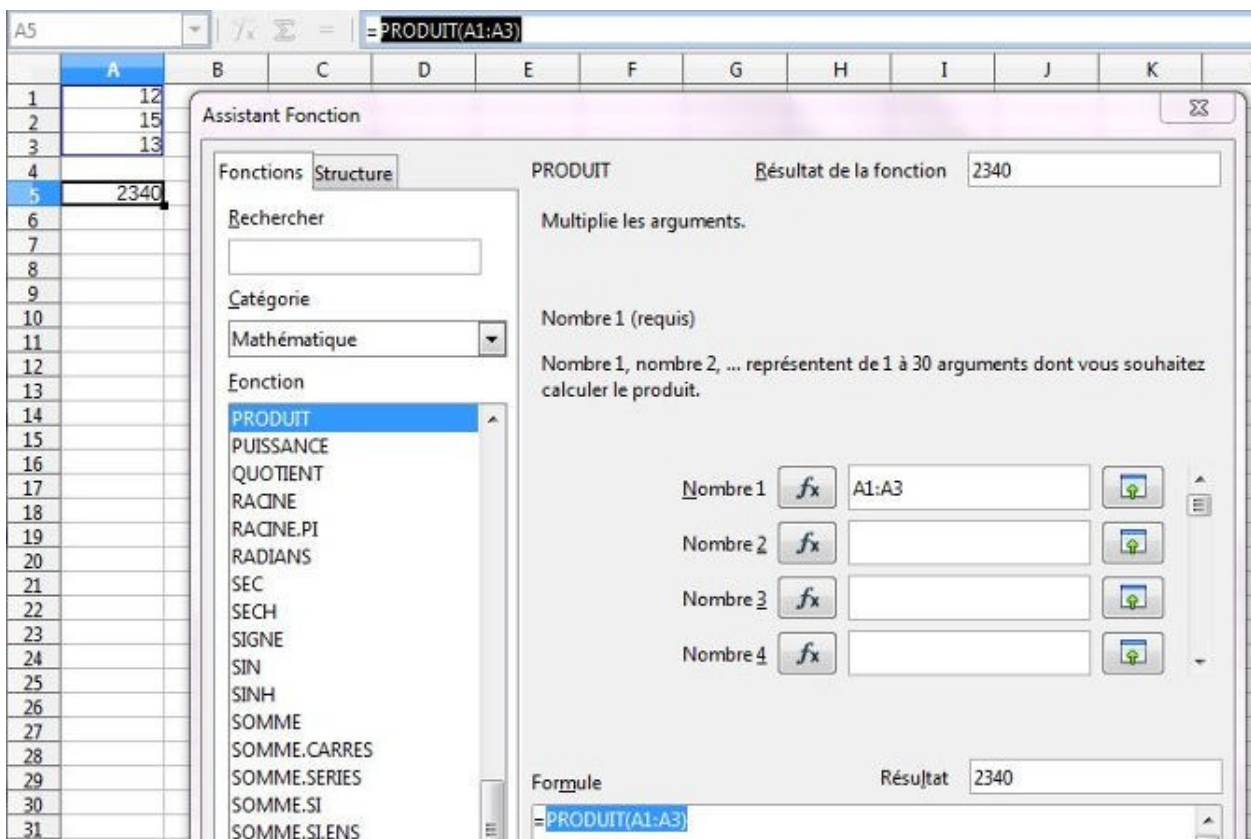 A5 =PRODUIT(A1:A3)
A B C D E F G H I J K
1 12
2 15
3 13
4
5 2340
6
7
8
9
10
11
12
13
14
15
16
17
18
19
20
21
22
23
24
25
26
27
28
29
30
31
Assistant Fonction
Fonctions Structure
Rechercher
Catégorie
Mathématique
Fonction
PRODUIT
PUISSANCE
QUOTIENT
RACINE
RACINE.PI
RADIANS
SEC
SECH
SIGNE
SIN
SINH
SOMME
SOMME.CARRES
SOMME.SERIES
SOMME.SI
SOMME.SI.ENS
PRODUIT Résultat de la fonction 2340
Multiplie les arguments.
Nombre 1 (requis)
Nombre 1, nombre 2, ... représentent de 1 à 30 arguments dont vous souhaitez
calculer le produit.
Nombre 1 fx A1:A3
Nombre 2 fx
Nombre 3 fx
Nombre 4 fx
Formule Résultat 2340
=PRODUIT(A1:A3)